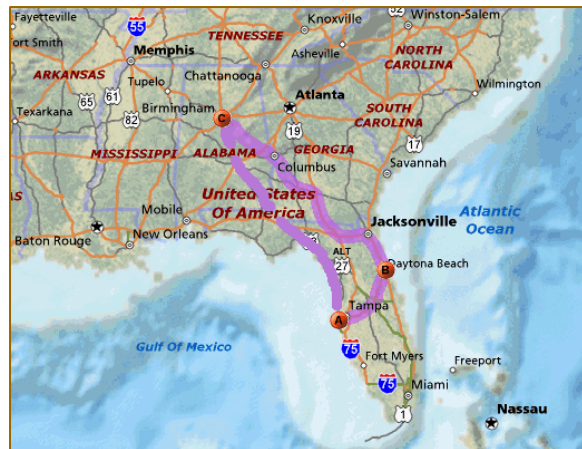 Fayetteville
Fort Smith
55
Memphis
TENNESSEE
Knoxville
52
Winston-Salem
Asheville
NORTH
CAROLINA
ARKANSAS
Tupelo
Chattanooga
Wilmington
Texarkana
65
61
82
Birmingham
C
Atlanta
19
SOUTH
CAROLINA
17
MISSISSIPPI
ALABAMA
GEORGIA
Columbus
Savannah
AS
United States
Of America
Mobile
Baton Rouge
New Orleans
Jacksonville
Atlantic
Ocean
ALT
27
B
Daytona Beach
A
Tampa
Gulf Of Mexico
75
Fort Myers
Freeport
75
Miami
1
Nassau